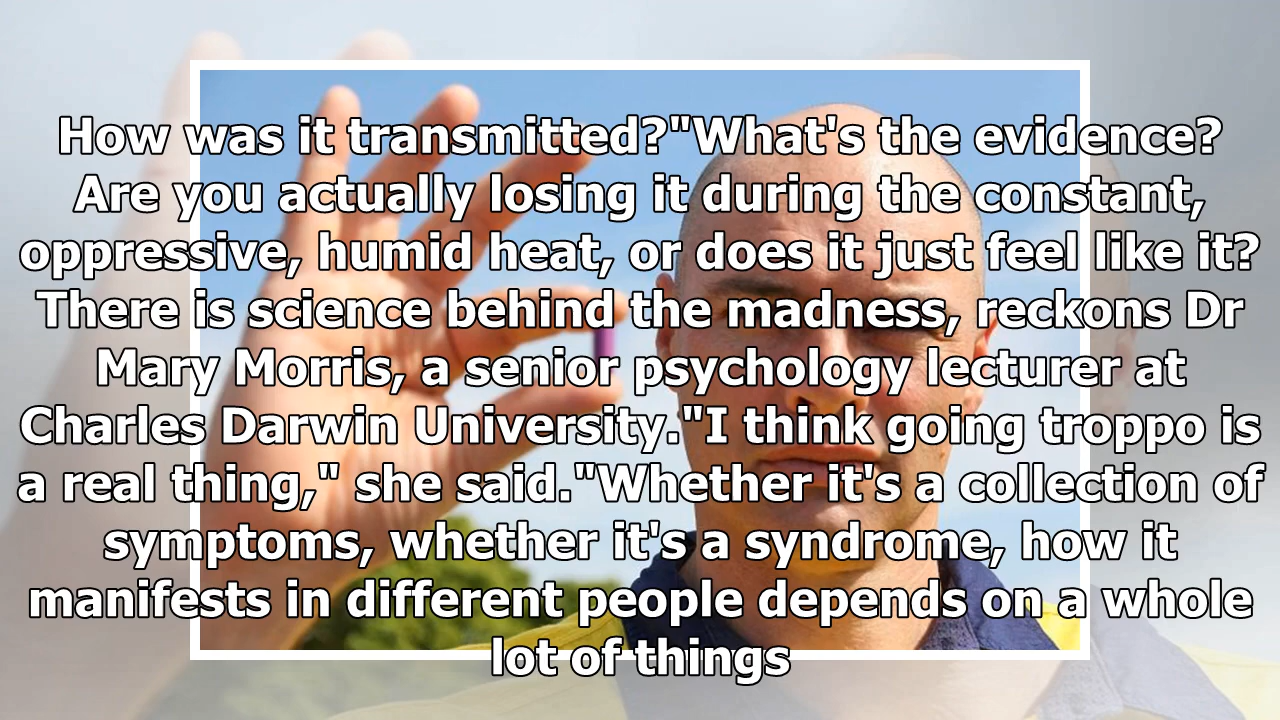 How was it transmitted?"What's the evidence?
Are you actually losing it during the constant,
oppressive, humid heat, or does it just feel like it?
There is science behind the madness, reckons Dr
Mary Morris, a senior psychology lecturer at
Charles Darwin University."I think going troppo is
a real thing," she said."Whether it's a collection of
symptoms, whether it's a syndrome, how it
manifests in different people depends on a whole
lot of things